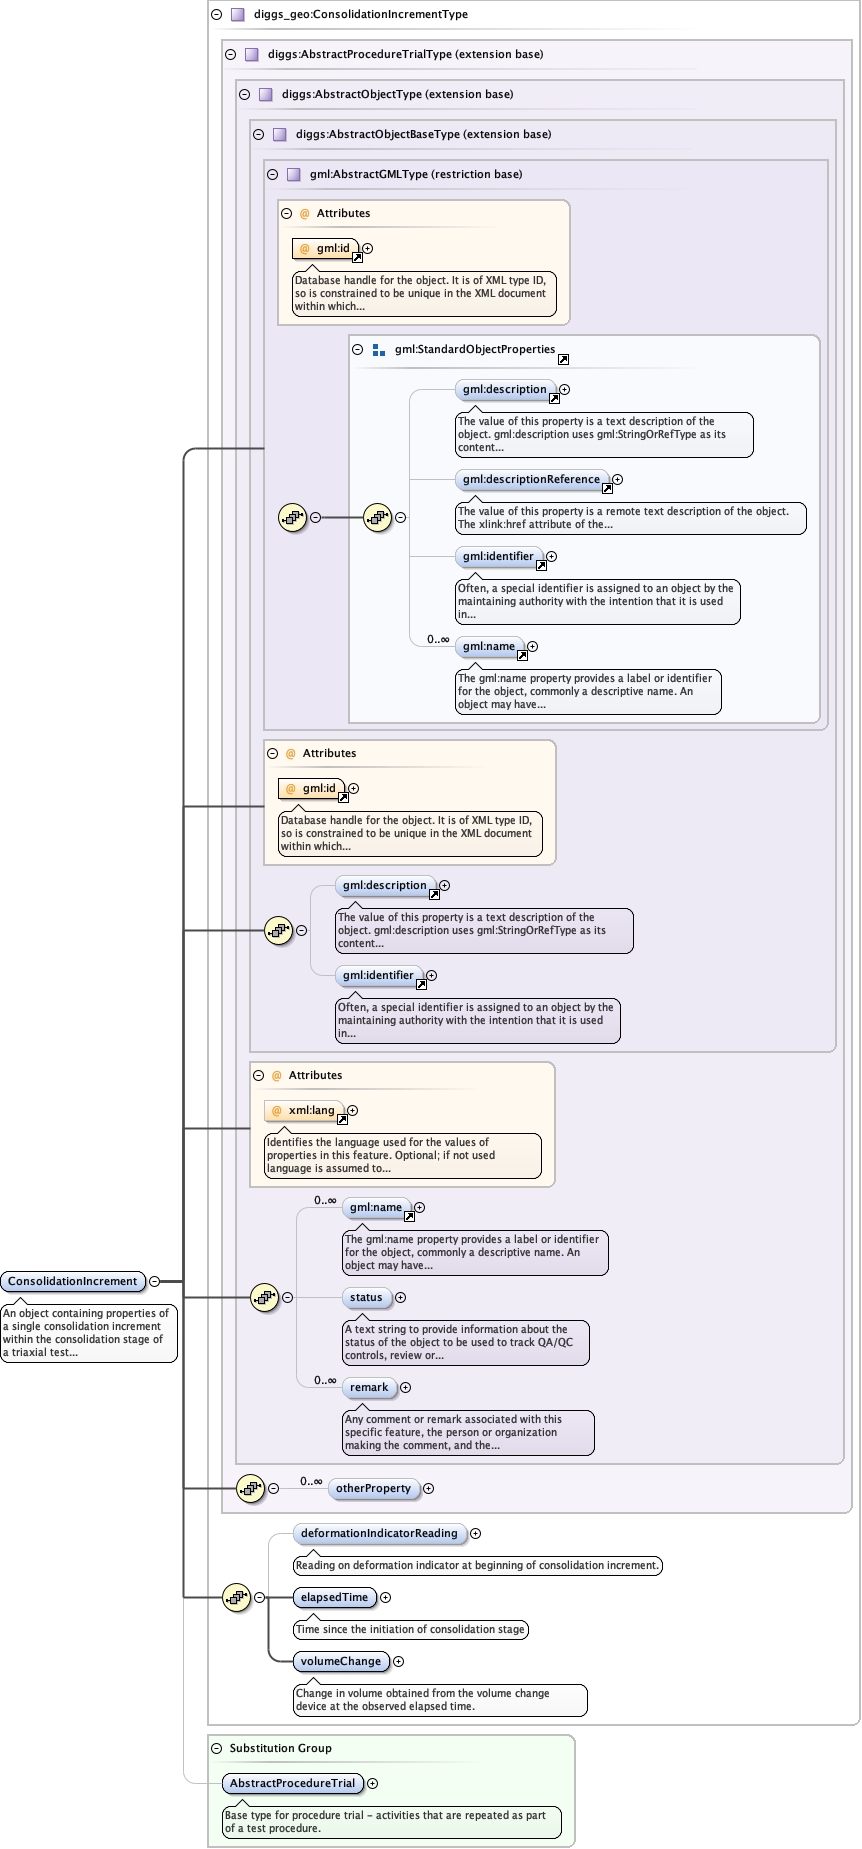 diggs_geo:ConsolidationIncrementType
diggs:AbstractProcedureTrialType (extension base)
diggs:AbstractObjectType (extension base)
diggs:AbstractObjectBaseType (extension base)
gml:AbstractGMLType (restriction base)
@ Attributes
@ gml:id
Database handle for the object. It is of XML type ID,
so is constrained to be unique in the XML document
within which...
gml:StandardObjectProperties
gml:description
The value of this property is a text description of the
object. gml:description uses gml:StringOrRefType as its
content...
gml:descriptionReference
The value of this property is a remote text description of the object.
The xlink:href attribute of the...
gml:identifier
Often, a special identifier is assigned to an object by the
maintaining authority with the intention that it is used
in...
0..∞
gml:name
The gml:name property provides a label or identifier
for the object, commonly a descriptive name. An
object may have...
@ Attributes
@ gml:id
Database handle for the object. It is of XML type ID,
so is constrained to be unique in the XML document
within which...
gml:description
The value of this property is a text description of the
object. gml:description uses gml:StringOrRefType as its
content...
gml:identifier
Often, a special identifier is assigned to an object by the
maintaining authority with the intention that it is used
in...
@ Attributes
@ xml:lang
Identifies the language used for the values of
properties in this feature. Optional; if not used
language is assumed to...
0..∞
gml:name
The gml:name property provides a label or identifier
for the object, commonly a descriptive name. An
object may have...
ConsolidationIncrement
An object containing properties of
a single consolidation increment
within the consolidation stage of
a triaxial test...
status
A text string to provide information about the
status of the object to be used to track QA/QC
controls, review or...
0..∞
remark
Any comment or remark associated with this
specific feature, the person or organization
making the comment, and the...
0..∞
otherProperty
deformationIndicatorReading
Reading on deformation indicator at beginning of consolidation increment.
elapsedTime
Time since the initiation of consolidation stage
volumeChange
Change in volume obtained from the volume change
device at the observed elapsed time.
Substitution Group
AbstractProcedureTrial
Base type for procedure trial – activities that are repeated as part
of a test procedure.